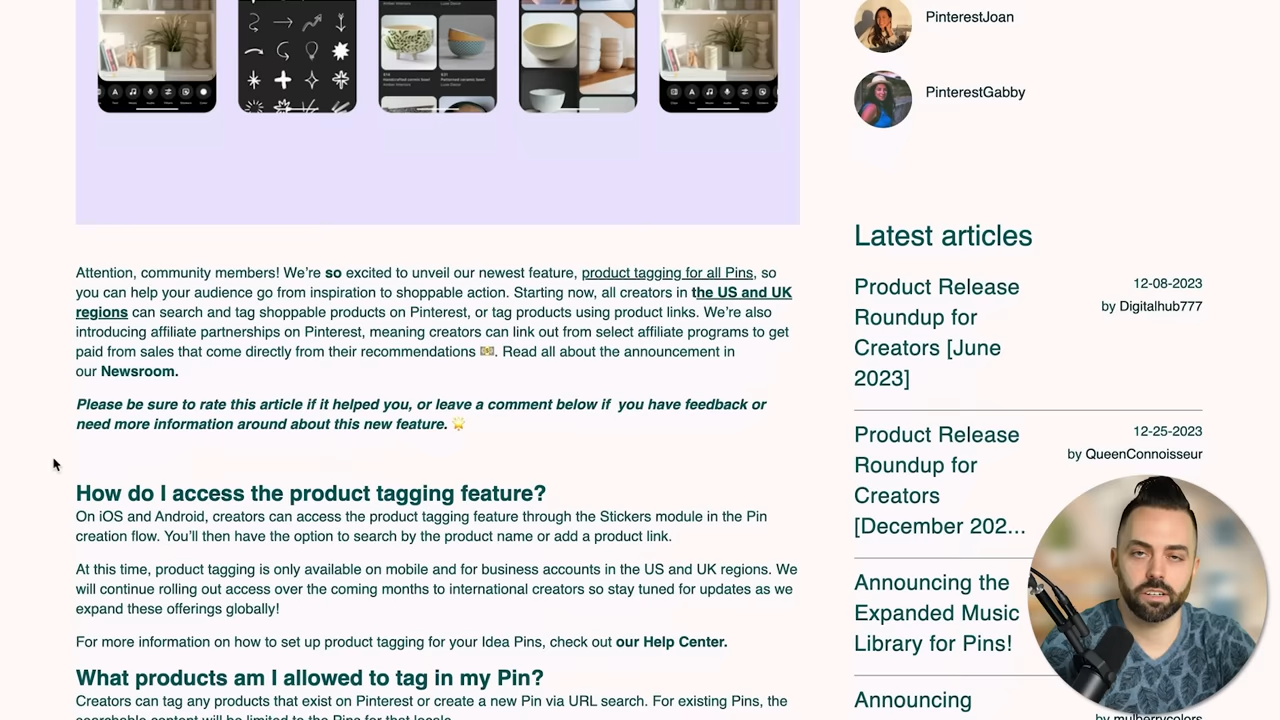 PinterestJoan
PinterestGabby
Attention, community members! We're so excited to unveil our newest feature, product tagging for all Pins, so
you can help your audience go from inspiration to shoppable action. Starting now, all creators in the US and UK
regions can search and tag shoppable products on Pinterest, or tag products using product links. We're also
introducing affiliate partnerships on Pinterest, meaning creators can link out from select affiliate programs to get
paid from sales that come directly from their recommendations 💵. Read all about the announcement in
our Newsroom.
Please be sure to rate this article if it helped you, or leave a comment below if  you have feedback or
need more information around about this new feature. 🌟
How do I access the product tagging feature?
On iOS and Android, creators can access the product tagging feature through the Stickers module in the Pin
creation flow. You'll then have the option to search by the product name or add a product link.
At this time, product tagging is only available on mobile and for business accounts in the US and UK regions. We
will continue rolling out access over the coming months to international creators so stay tuned for updates as we
expand these offerings globally!
For more information on how to set up product tagging for your Idea Pins, check out our Help Center.
What products am I allowed to tag in my Pin?
Creators can tag any products that exist on Pinterest or create a new Pin via URL search. For existing Pins, the
searchable content will be limited to the Pins for that locale.
Latest articles
Product Release
Roundup for
Creators [June
2023]
12-08-2023
by Digitalhub777
Product Release
Roundup for
Creators
[December 202...
12-25-2023
by QueenConnoisseur
Announcing the
Expanded Music
Library for Pins!
Announcing
by mulberrycolors